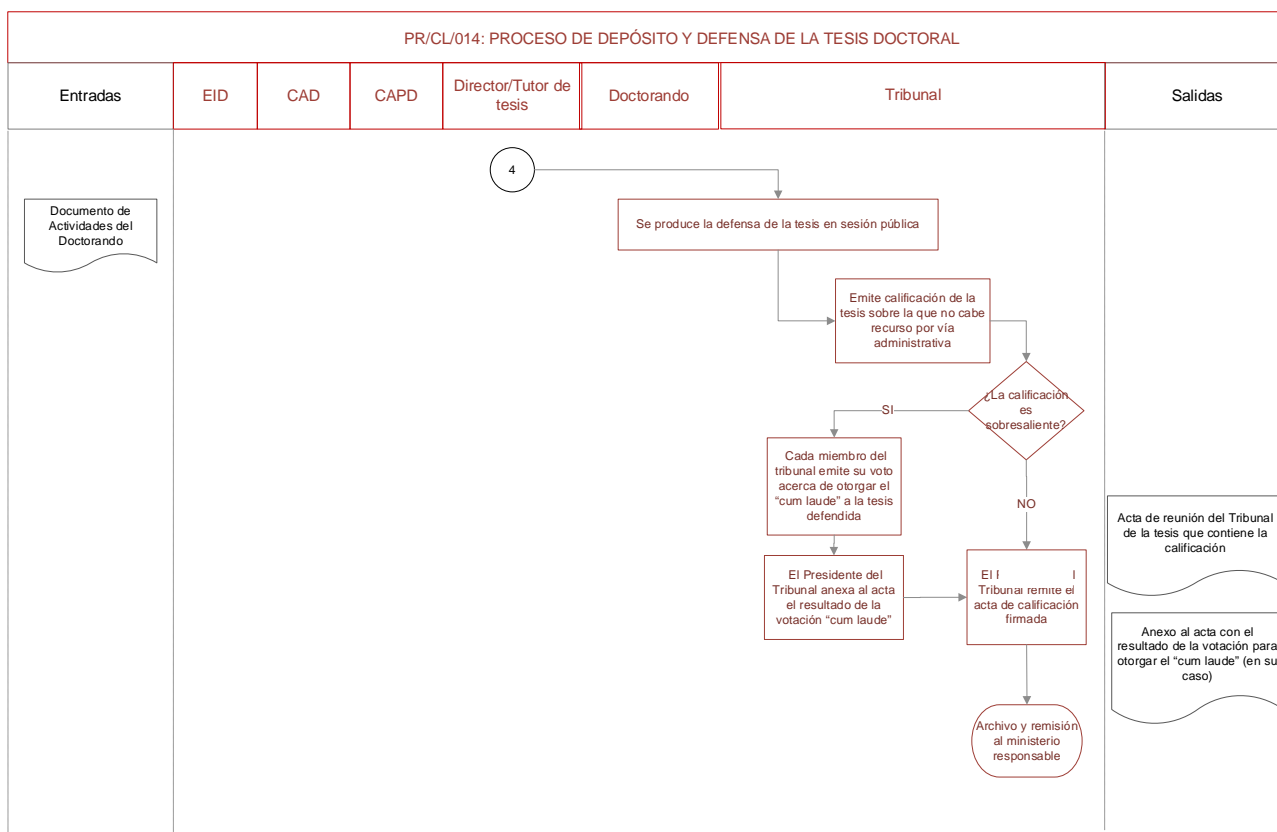 PR/CL/014: PROCESO DE DEPÓSITO Y DEFENSA DE LA TESIS DOCTORAL
Entradas
EID
CAD
CAPD
Director/Tutor de
tesis
Doctorando
Tribunal
Salidas
4
Documento de
Actividades del
Doctorando
Se produce la defensa de la tesis en sesión pública
Emite calificación de la
tesis sobre la que no cabe
recurso por vía
administrativa
¿La calificación
es
sobresaliente?
SI
Cada miembro del
tribunal emite su voto
acerca de otorgar el
“cum laude” a la tesis
defendida
NO
Acta de reunión del Tribunal
de la tesis que contiene la
calificación
El Presidente del
Tribunal anexa al acta
el resultado de la
votación “cum laude”
El
Tribunal remite el
acta de calificación
firmada
Anexo al acta con el
resultado de la votación para
otorgar el “cum laude” (en su
caso)
Archivo y remisión
al ministerio
responsable